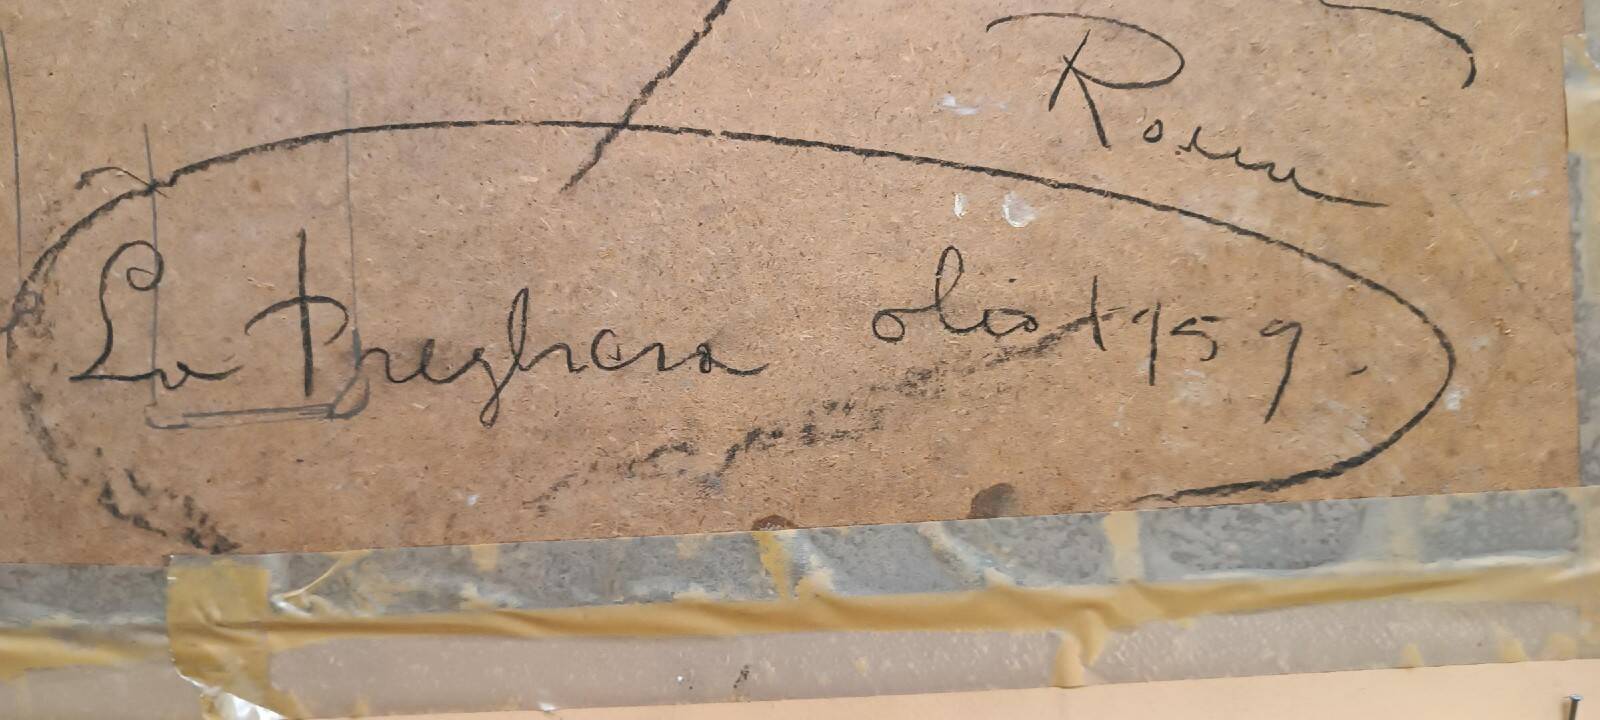 Roma
La Preghiera olio 1959.